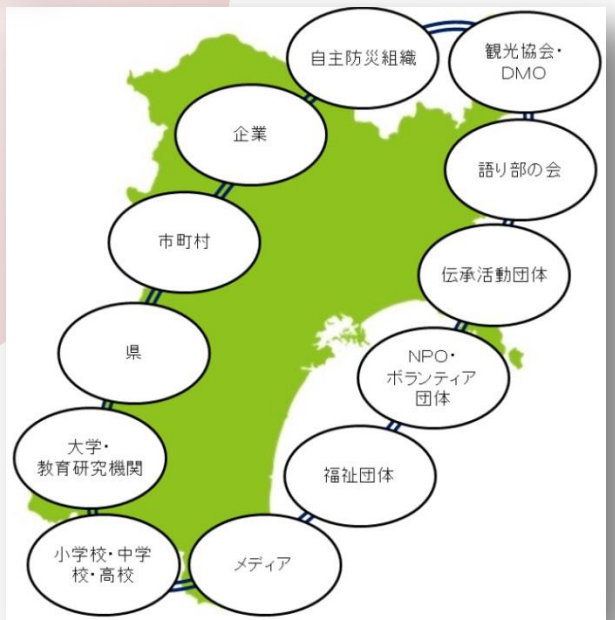 自主防災組織
観光協会・
DMO
企業
語り部の会
市町村
伝承活動団体
県
NPO・
ボランティア
団体
大学・
教育研究機関
福祉団体
小学校・中学
校・高校
メディア